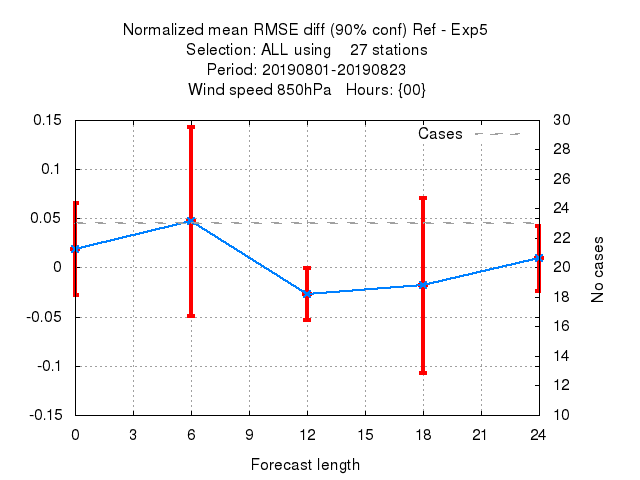 Normalized mean RMSE diff (90% conf) Ref - Exp5
Selection: ALL using    27 stations
Period: 20190801-20190823
Wind speed 850hPa   Hours: {00}
0.15
0.1
0.05
0
-0.05
-0.1
-0.15
Cases
30
28
26
24
22
20
18
16
14
12
10
No cases
0 3 6 9 12 15 18 21 24
Forecast length